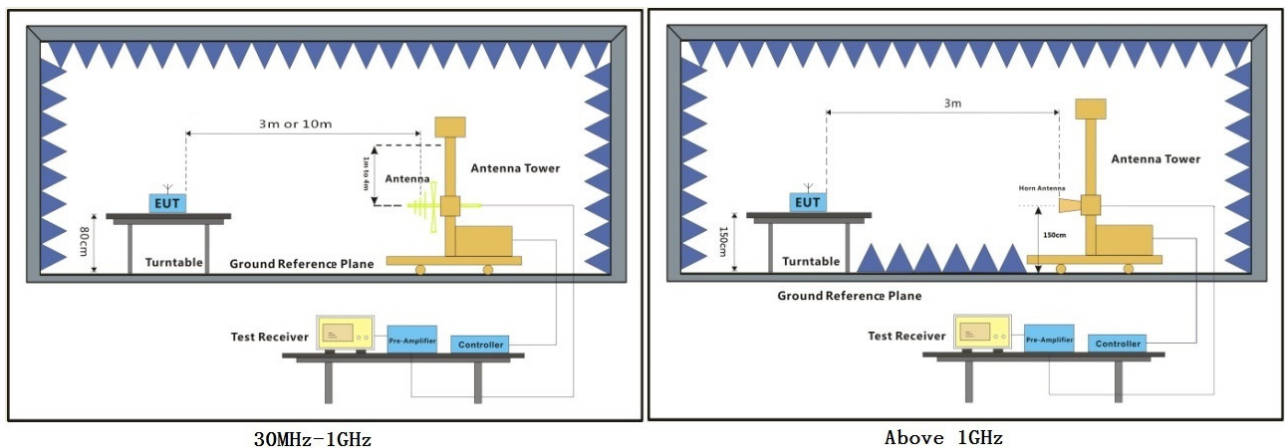 3m or 10m
1m to 4m
Antenna
Antenna Tower
EUT
80cm
Turntable
Ground Reference Plane
Test Receiver
Pre-Amplifier
Controller
30MHz-1GHz
3m
Antenna Tower
Horn Antenna
EUT
150cm
150cm
Turntable
Ground Reference Plane
Test Receiver
Pre-Amplifier
Controller
Above 1GHz